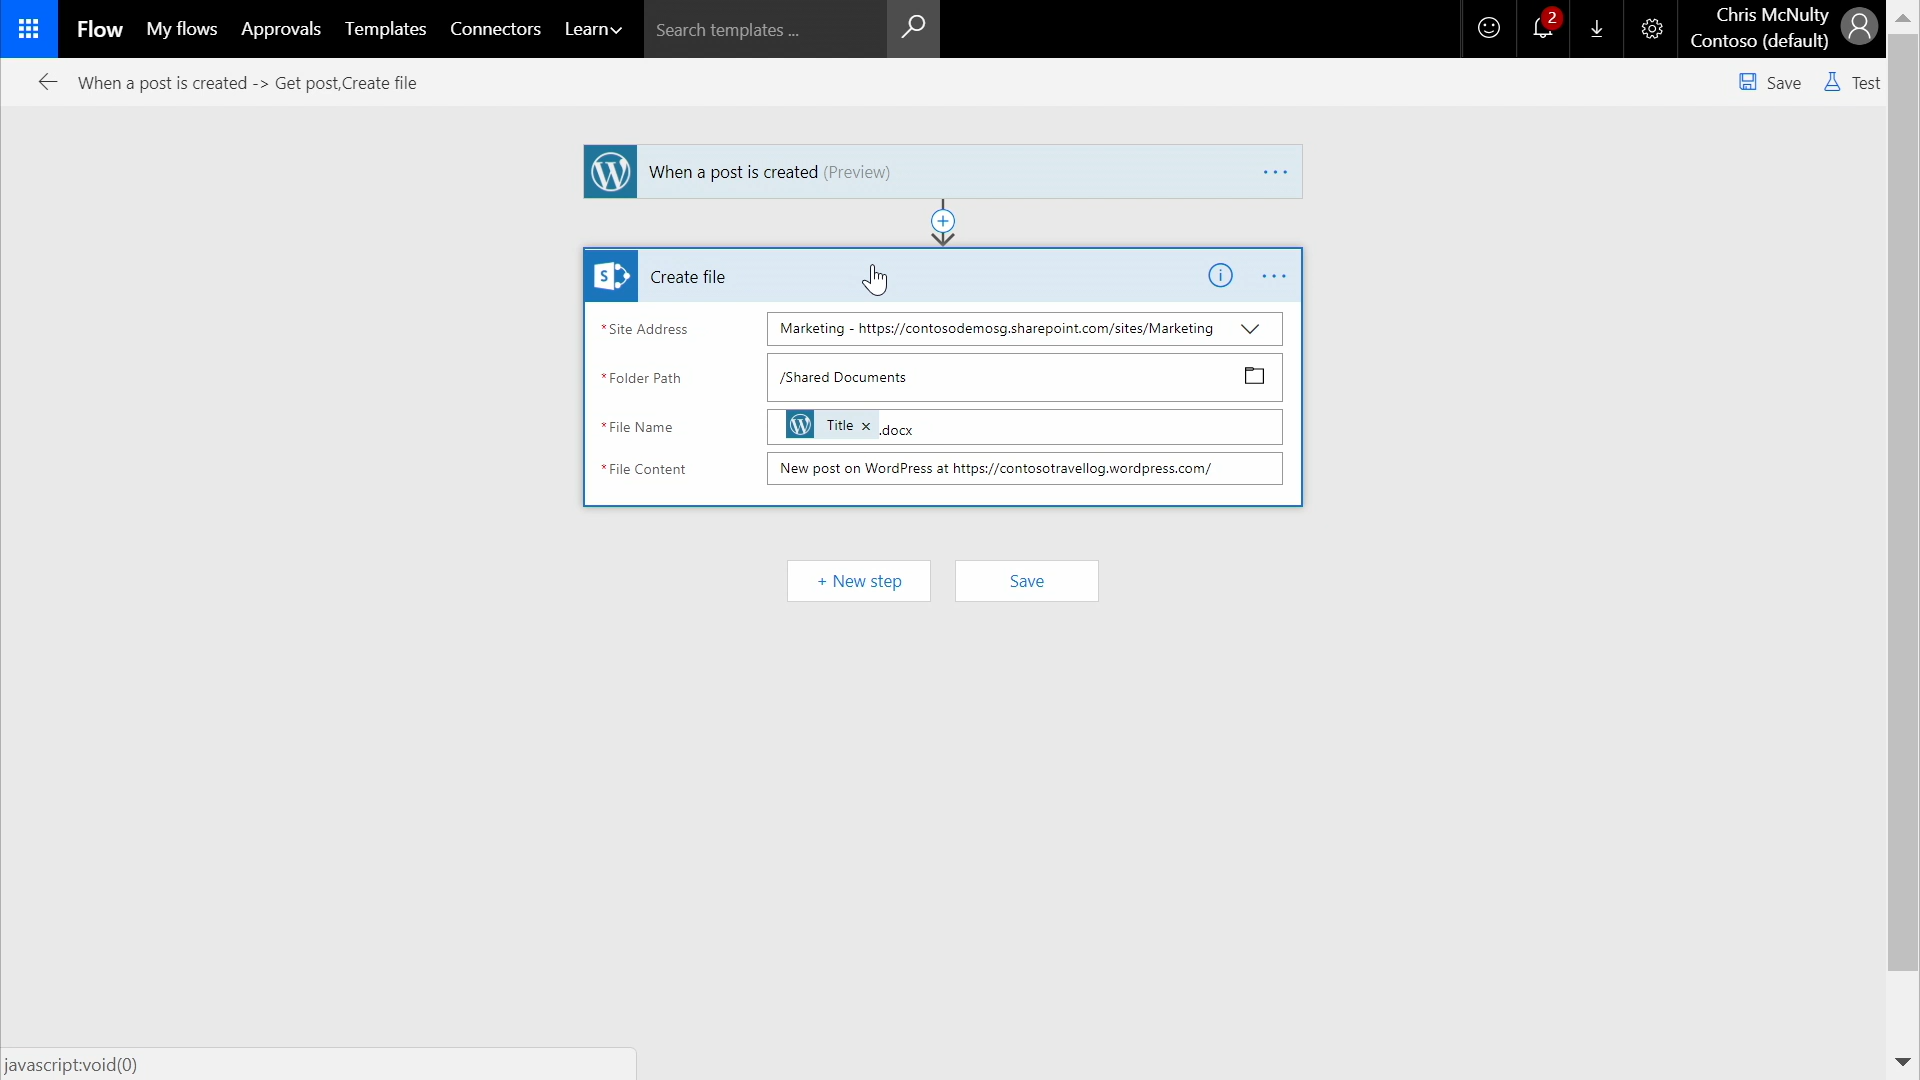 Flow My flows Approvals Templates Connectors Learn Search templates ... 2 Chris McNulty
Contoso (default)
When a post is created -> Get post,Create file Save Test
When a post is created (Preview) ...
Create file ...
* Site Address Marketing - https://contosodemosg.sharepoint.com/sites/Marketing
* Folder Path /Shared Documents
* File Name Title × .docx
* File Content New post on WordPress at https://contosotravellog.wordpress.com/
+ New step Save
javascript:void(0)